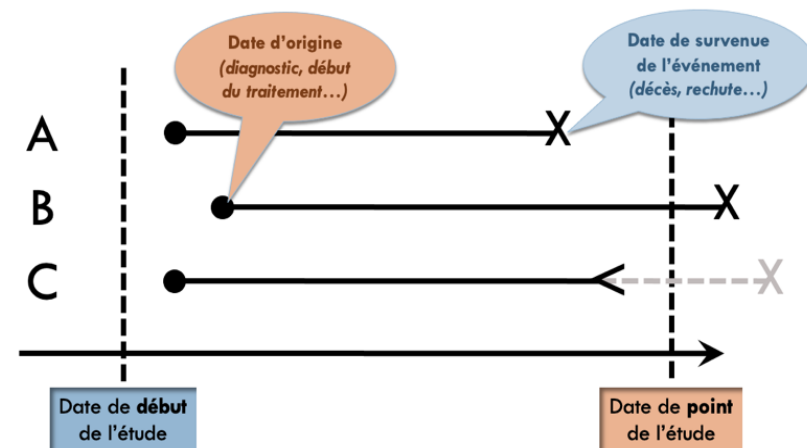 Date d'origine
(diagnostic, début
du traitement…)
Date de survenue
de l'événement
(décès, rechute…)
A
X
B
X
C
X
Date de début
de l'étude
Date de point
de l'étude